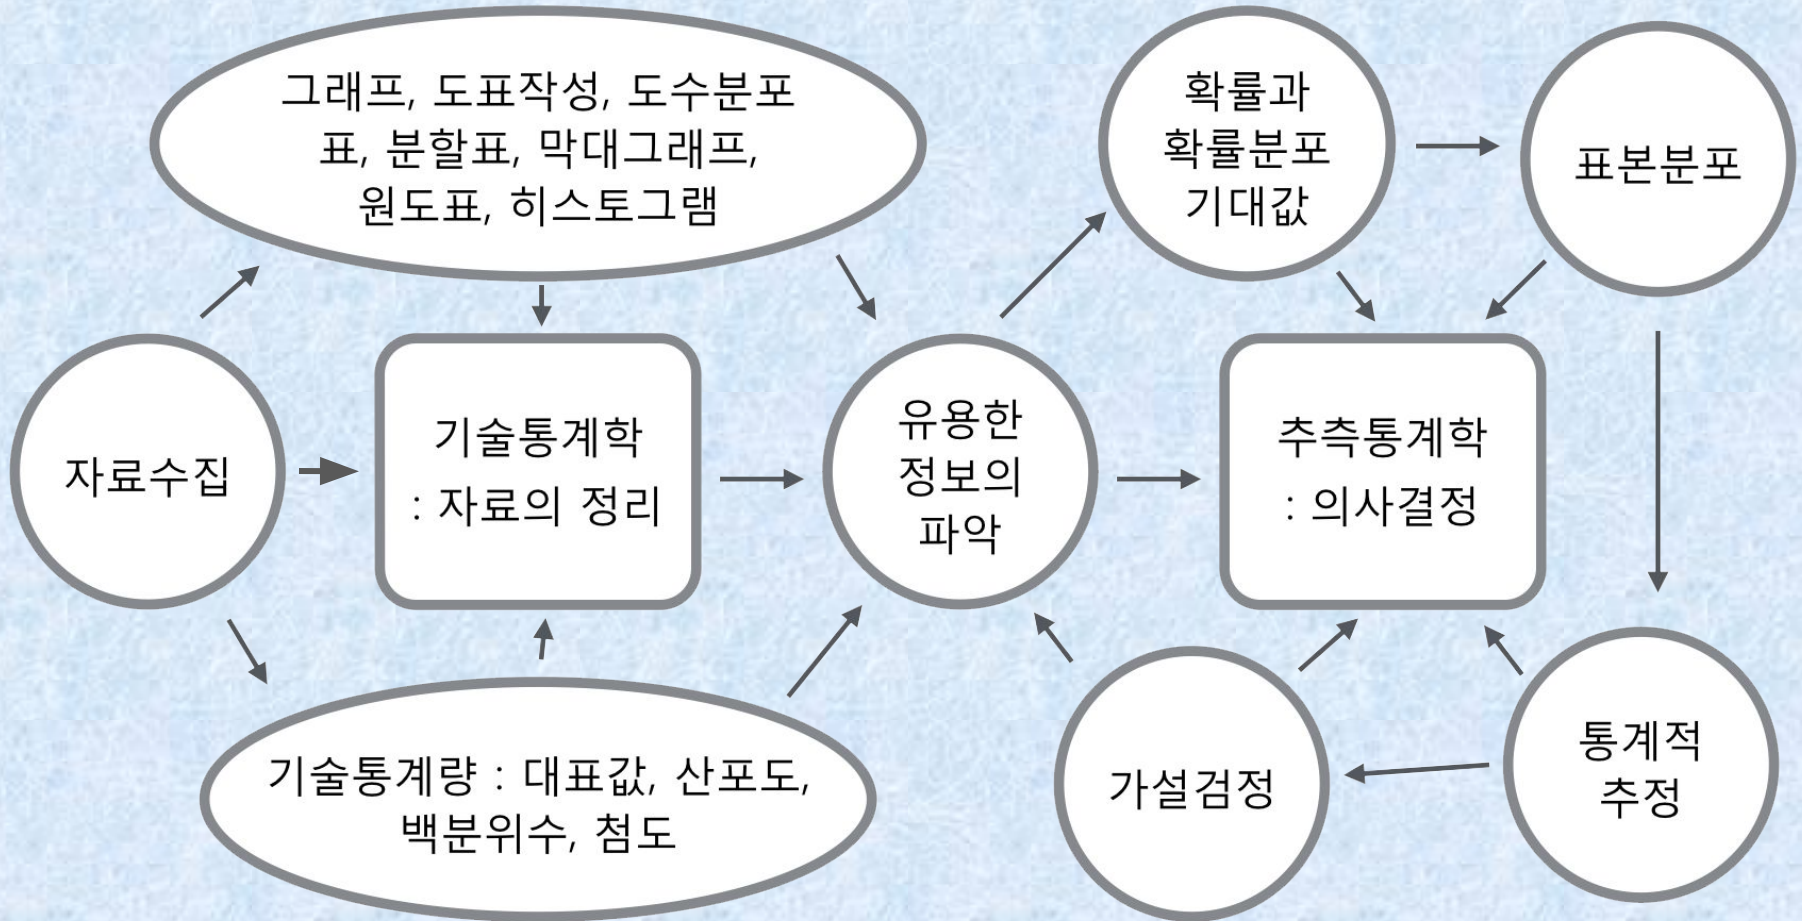 그래프, 도표작성, 도수분포
표, 분할표, 막대그래프,
원도표, 히스토그램
확률과
확률분포
기대값
표본분포
자료수집
기술통계학
: 자료의 정리
유용한
정보의
파악
추측통계학
: 의사결정
기술통계량 : 대표값, 산포도,
백분위수, 첨도
가설검정
통계적
추정